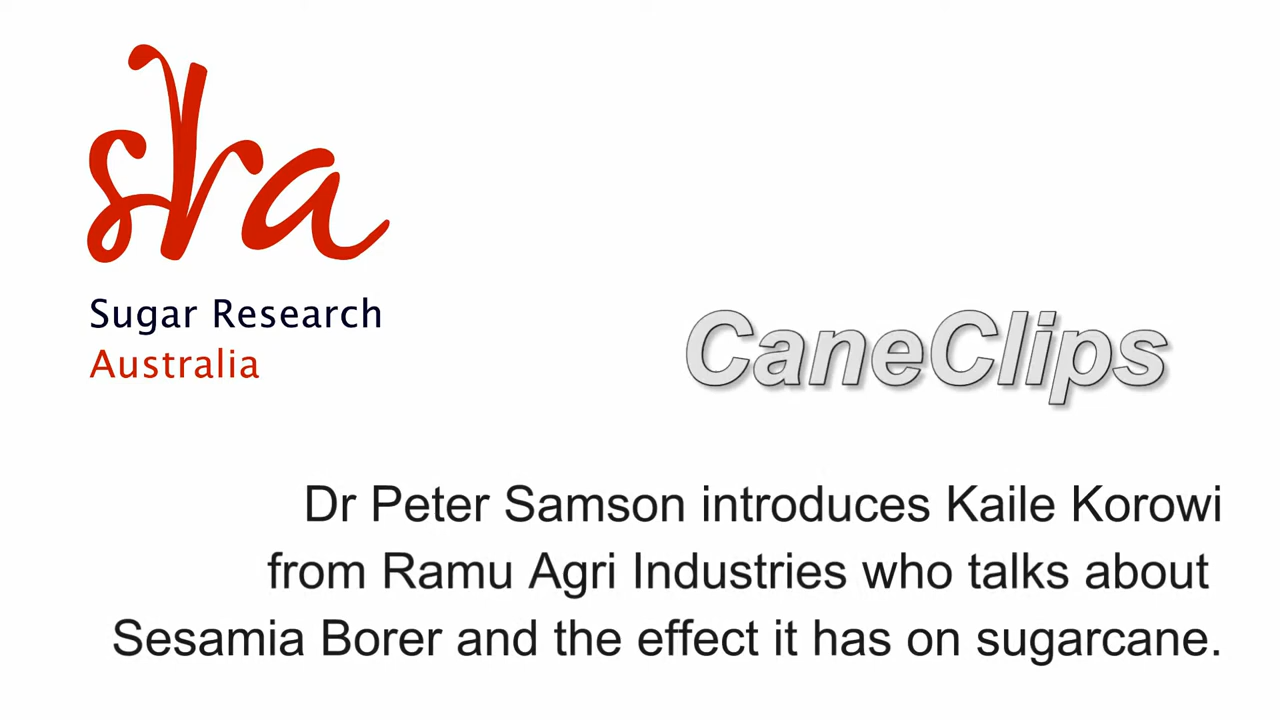 sra
Sugar Research
Australia
CaneClips
Dr Peter Samson introduces Kaile Korowi
from Ramu Agri Industries who talks about
Sesamia Borer and the effect it has on sugarcane.